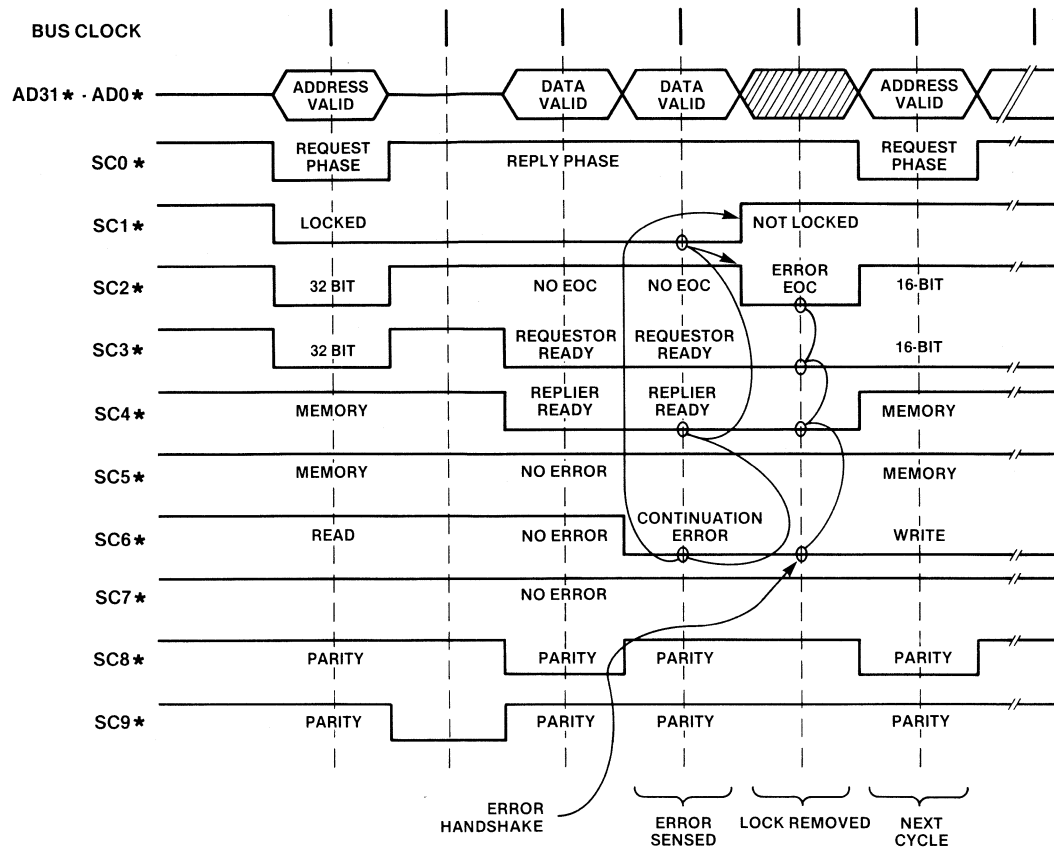 BUS CLOCK
AD31* - AD0*
ADDRESS
VALID
DATA
VALID
DATA
VALID
ADDRESS
VALID
SC0*
REQUEST
PHASE
REPLY PHASE
REQUEST
PHASE
SC1*
LOCKED
NOT LOCKED
SC2*
32 BIT
NO EOC
NO EOC
ERROR
EOC
16-BIT
SC3*
32 BIT
REQUESTOR
READY
REQUESTOR
READY
16-BIT
SC4*
MEMORY
REPLIER
READY
REPLIER
READY
MEMORY
SC5*
MEMORY
NO ERROR
MEMORY
SC6*
READ
NO ERROR
CONTINUATION
ERROR
WRITE
SC7*
NO ERROR
SC8*
PARITY
PARITY
PARITY
PARITY
SC9*
PARITY
PARITY
PARITY
PARITY
ERROR
HANDSHAKE
ERROR
SENSED
LOCK REMOVED
NEXT
CYCLE